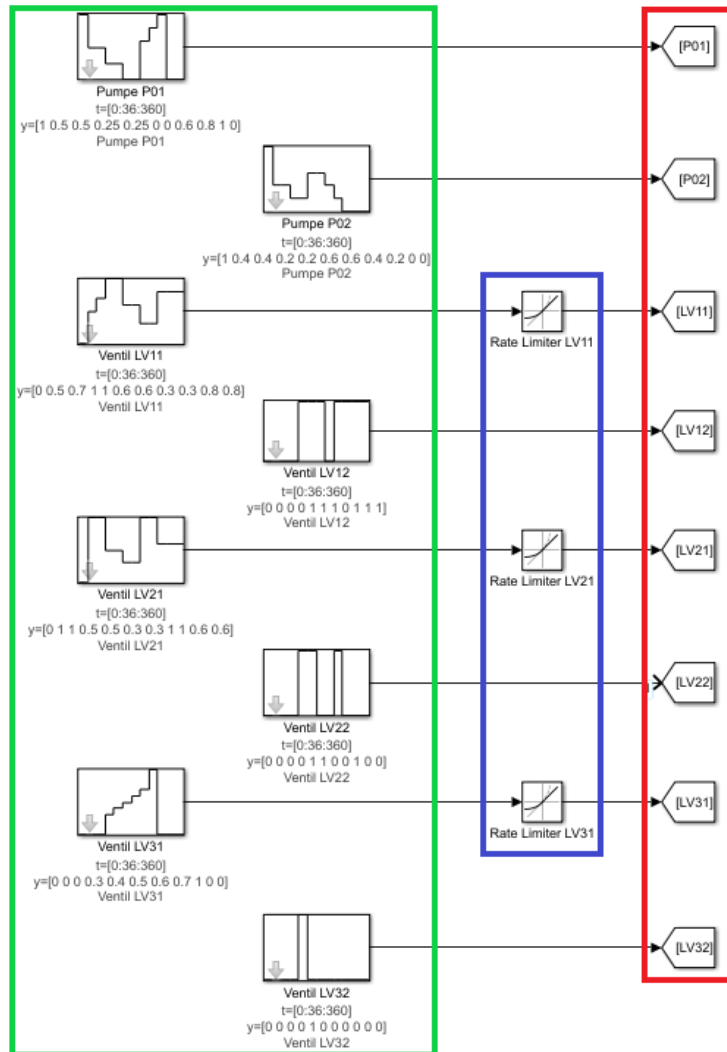 [P01]
Pumpe P01
t=[0:36:360]
y=[1 0.5 0.5 0.25 0.25 0 0 0.6 0.8 1 0]
Pumpe P01
[P02]
Pumpe P02
t=[0:36:360]
y=[1 0.4 0.4 0.2 0.2 0.6 0.6 0.4 0.2 0 0]
Pumpe P02
[LV11]
Rate Limiter LV11
Ventil LV11
t=[0:36:360]
y=[0 0.5 0.7 1 1 0.6 0.6 0.3 0.3 0.8 0.8]
Ventil LV11
[LV12]
Ventil LV12
t=[0:36:360]
y=[0 0 0 0 1 1 1 0 1 1 1]
Ventil LV12
[LV21]
Rate Limiter LV21
Ventil LV21
t=[0:36:360]
y=[0 1 1 0.5 0.5 0.3 0.3 1 1 0.6 0.6]
Ventil LV21
[LV22]
Ventil LV22
t=[0:36:360]
y=[0 0 0 0 1 1 0 0 1 0 0]
Ventil LV22
[LV31]
Rate Limiter LV31
Ventil LV31
t=[0:36:360]
y=[0 0 0 0.3 0.4 0.5 0.6 0.7 1 0 0]
Ventil LV31
[LV32]
Ventil LV32
t=[0:36:360]
y=[0 0 0 0 1 0 0 0 0 0 0]
Ventil LV32